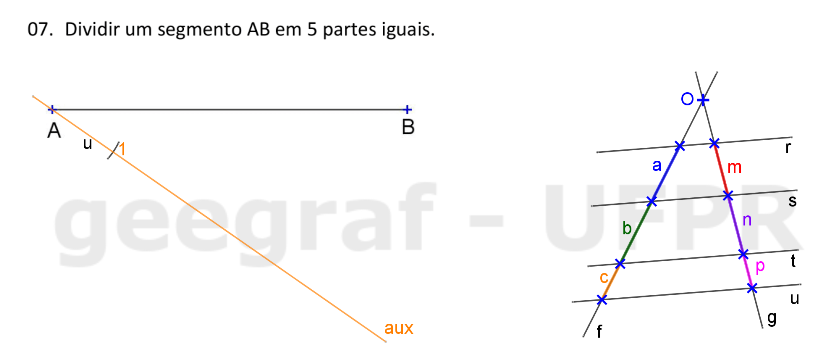 07. Dividir um segmento AB em 5 partes iguais.
A
B
u
1
aux
O
r
a
m
s
b
n
t
c
p
u
g
f
geegraf - UFPR